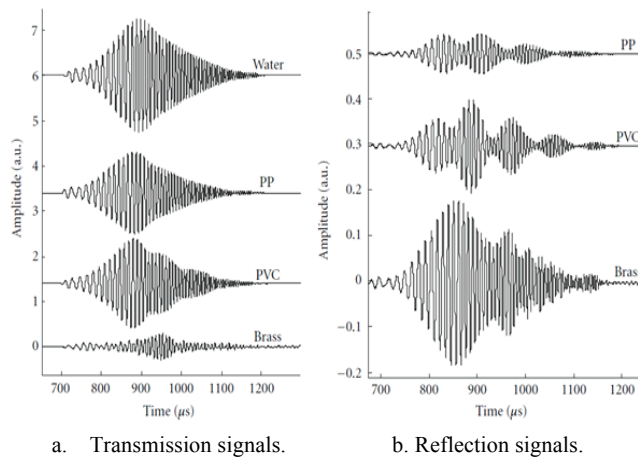 7
6
5
4
3
2
1
0
Amplitude (a.u.)
Water
PP
PVC
Brass
700 800 900 1000 1100 1200
Time (μs)
0.5
0.4
0.3
0.2
0.1
0
−0.1
−0.2
Amplitude (a.u.)
PP
PVC
Brass
700 800 900 1000 1100 1200
Time (μs)
a. Transmission signals.
b. Reflection signals.